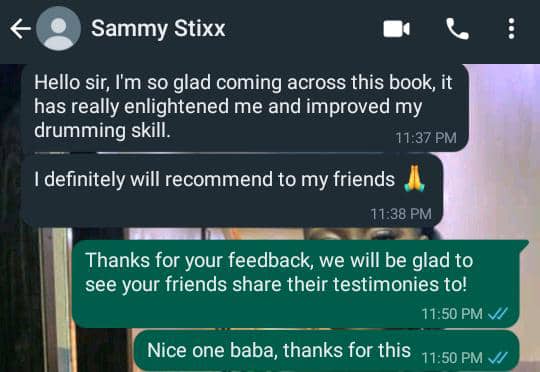 Sammy Stixx
Hello sir, I'm so glad coming across this book, it
has really enlightened me and improved my
drumming skill.
11:37 PM
I definitely will recommend to my friends 🙏
11:38 PM
Thanks for your feedback, we will be glad to
see your friends share their testimonies to!
11:50 PM
Nice one baba, thanks for this 11:50 PM